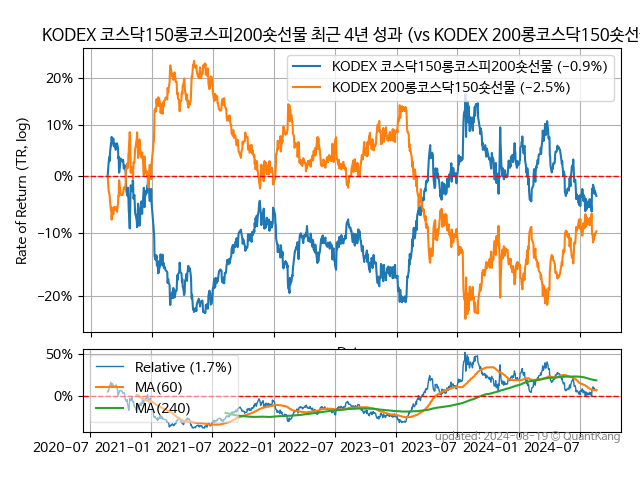 KODEX 코스닥150롱코스피200숏선물 최근 4년 성과 (vs KODEX 200롱코스닥150숏선
KODEX 코스닥150롱코스피200숏선물 (−0.9%)
KODEX 200롱코스닥150숏선물 (−2.5%)
Rate of Return (TR, log)
20%
10%
0%
−10%
−20%
50%
0%
Relative (1.7%)
MA(60)
MA(240)
updated: 2024-08-19 © QuantKang
2020-07 2021-01 2021-07 2022-01 2022-07 2023-01 2023-07 2024-01 2024-07